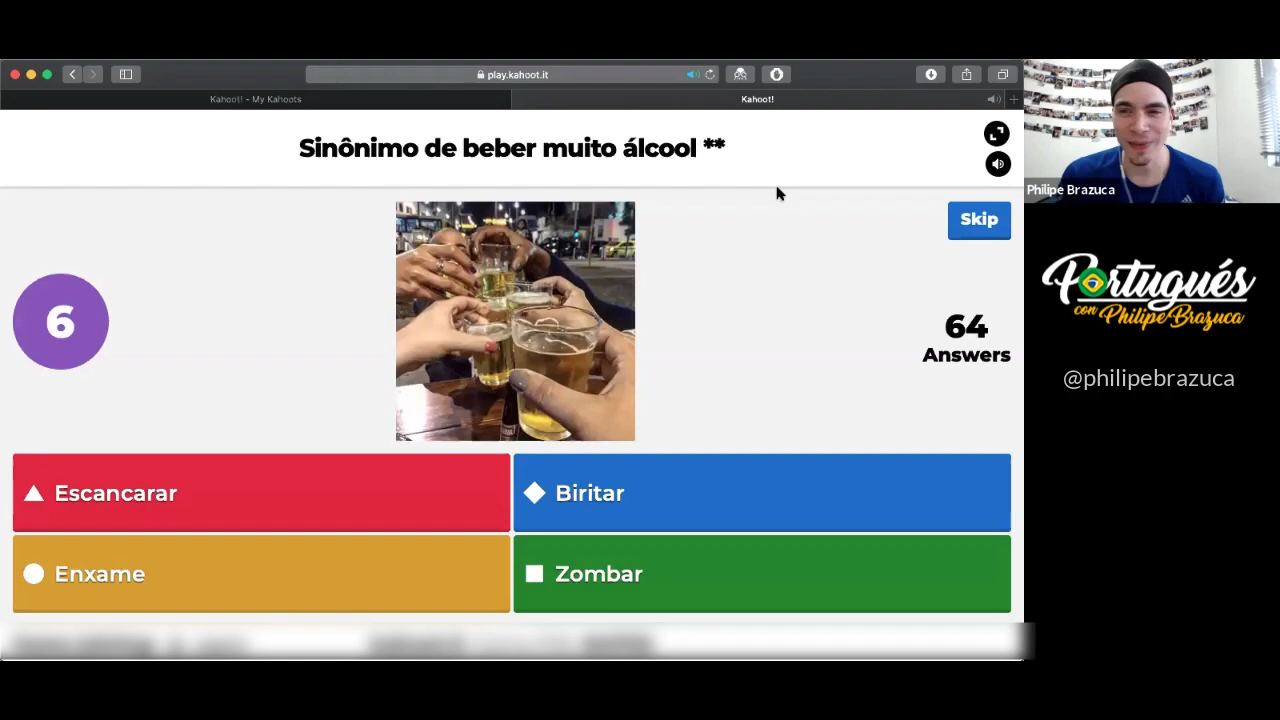 play.kahoot.it
Kahoot! - My Kahoots
Kahoot!
Sinônimo de beber muito álcool **
Philipe Brazuca
Skip
6
64
Answers
Português
con Philipe Brazuca
@philipebrazuca
Escancarar
Biritar
Enxame
Zombar